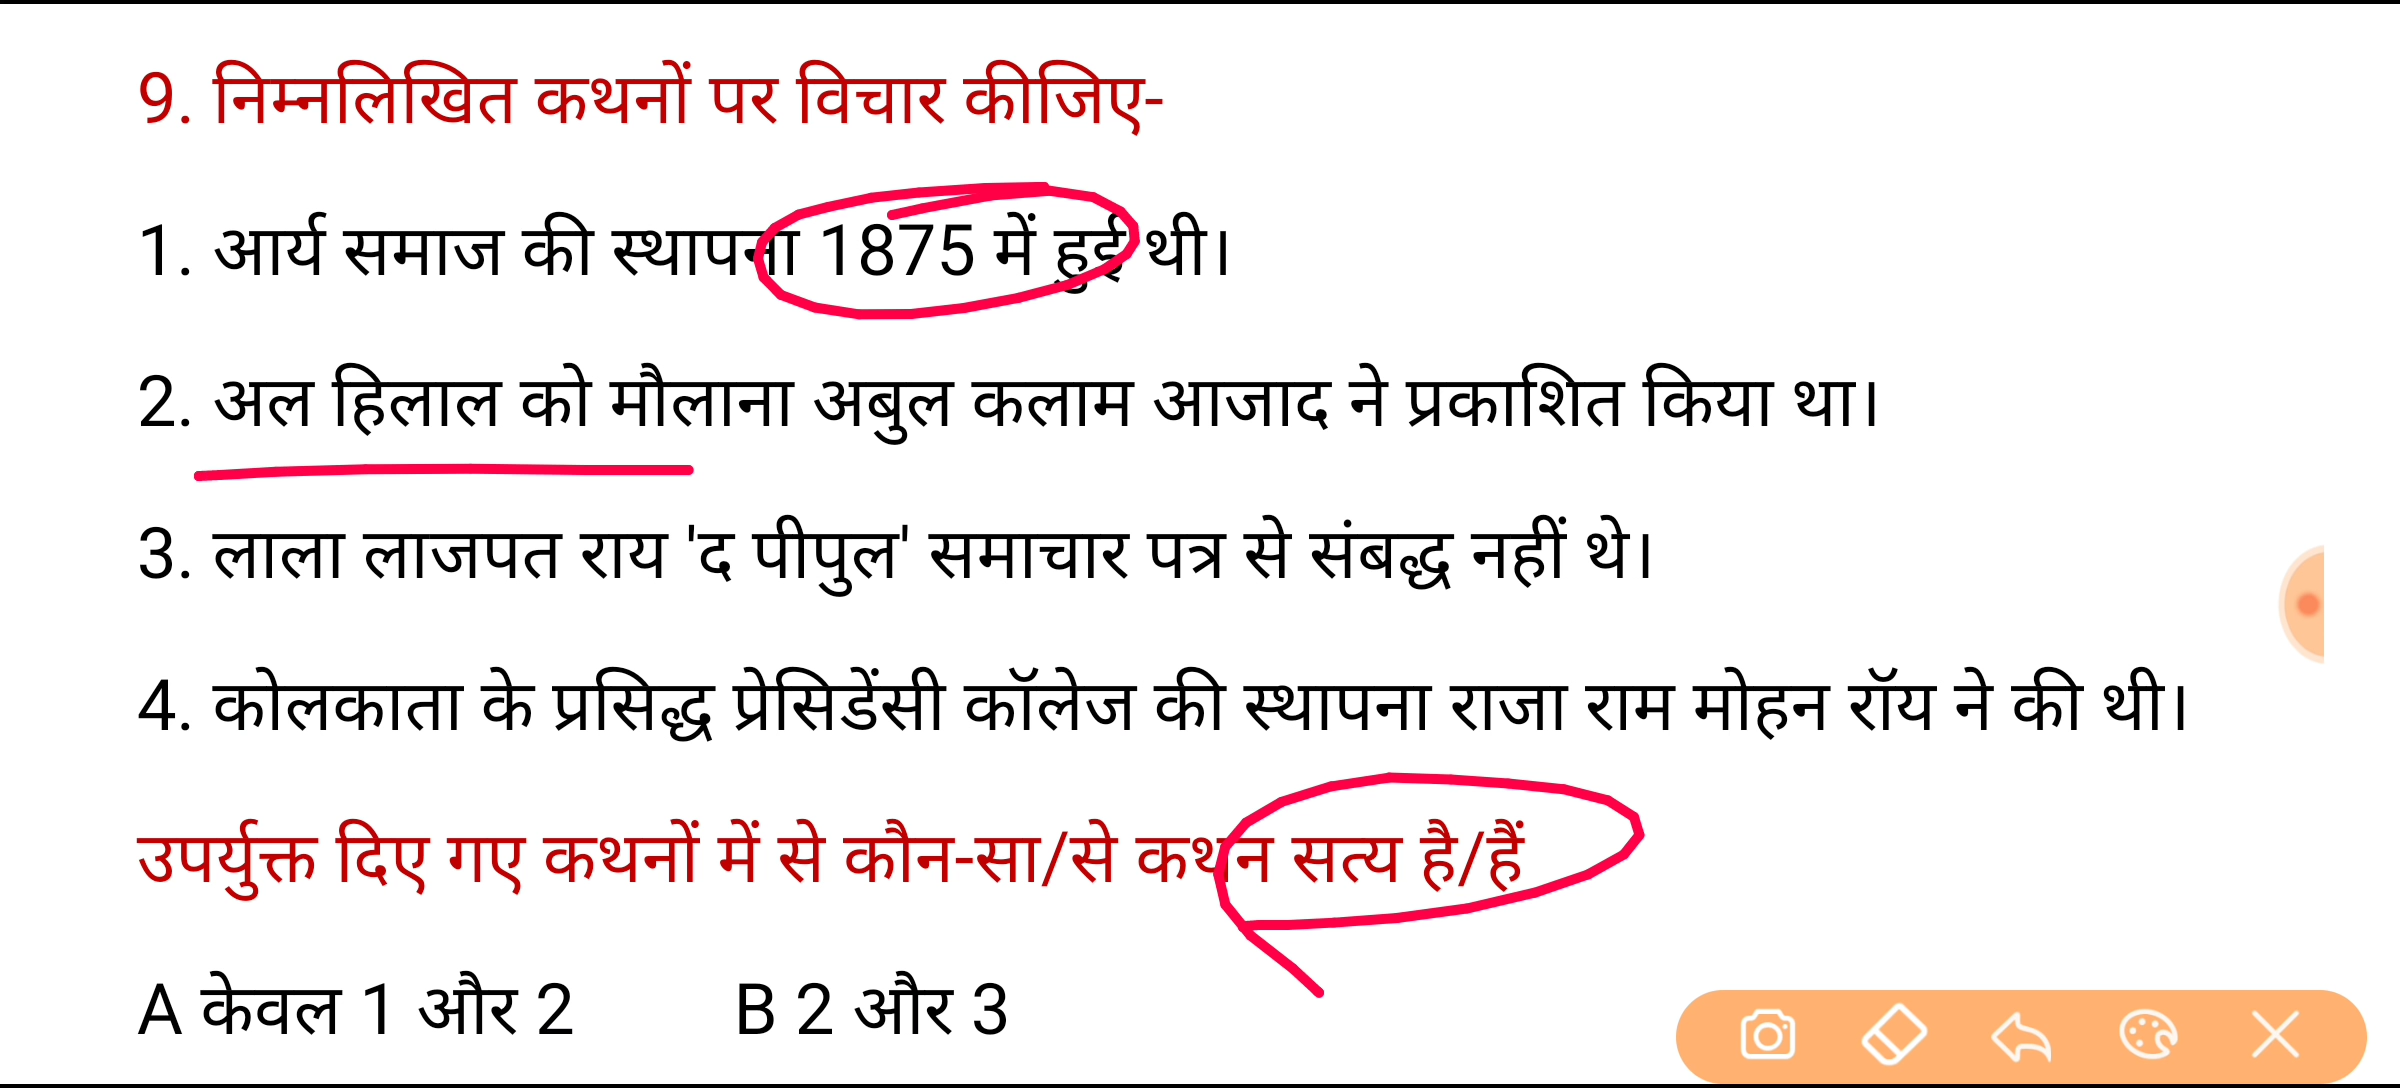 9. निम्नलिखित कथनों पर विचार कीजिए-
1. आर्य समाज की स्थापना 1875 में हुई थी।
2. अल हिलाल को मौलाना अबुल कलाम आजाद ने प्रकाशित किया था।
3. लाला लाजपत राय 'द पीपुल' समाचार पत्र से संबद्ध नहीं थे।
4. कोलकाता के प्रसिद्ध प्रेसिडेंसी कॉलेज की स्थापना राजा राम मोहन रॉय ने की थी।
उपर्युक्त दिए गए कथनों में से कौन-सा/से कथन सत्य है/हैं
A केवल 1 और 2 B 2 और 3